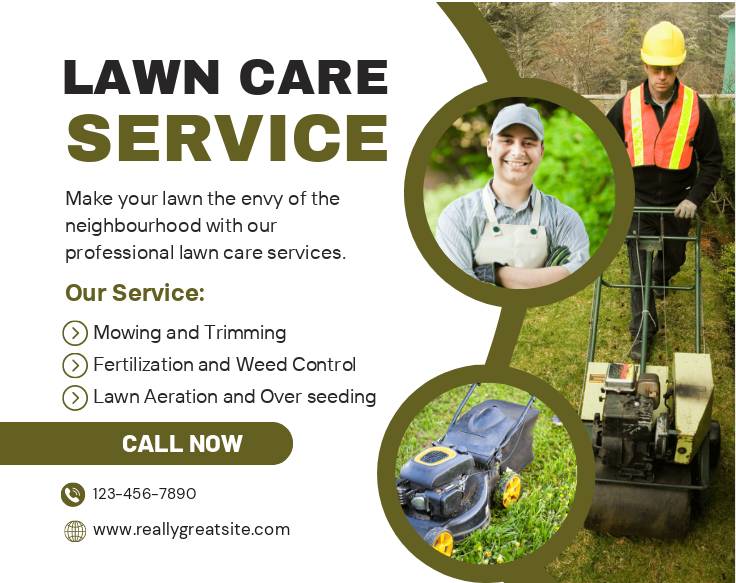 LAWN CARE
SERVICE
Make your lawn the envy of the
neighbourhood with our
professional lawn care services.
Our Service:
Mowing and Trimming
Fertilization and Weed Control
Lawn Aeration and Over seeding
CALL NOW
123-456-7890
www.reallygreatsite.com